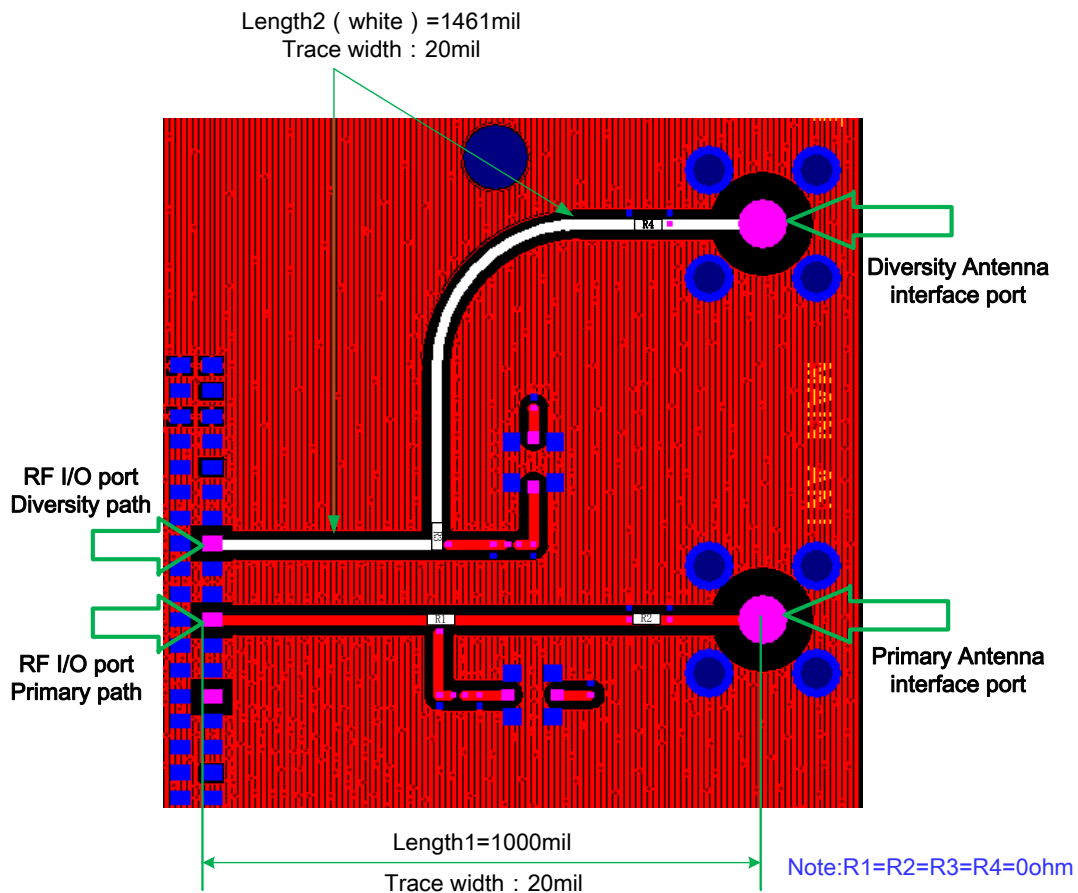 Length2 ( white ) =1461mil
Trace width : 20mil
R4
Diversity Antenna
interface port
RF I/O port
Diversity path
R3
R1
R2
RF I/O port
Primary path
Primary Antenna
interface port
Length1=1000mil
Trace width : 20mil
Note:R1=R2=R3=R4=0ohm